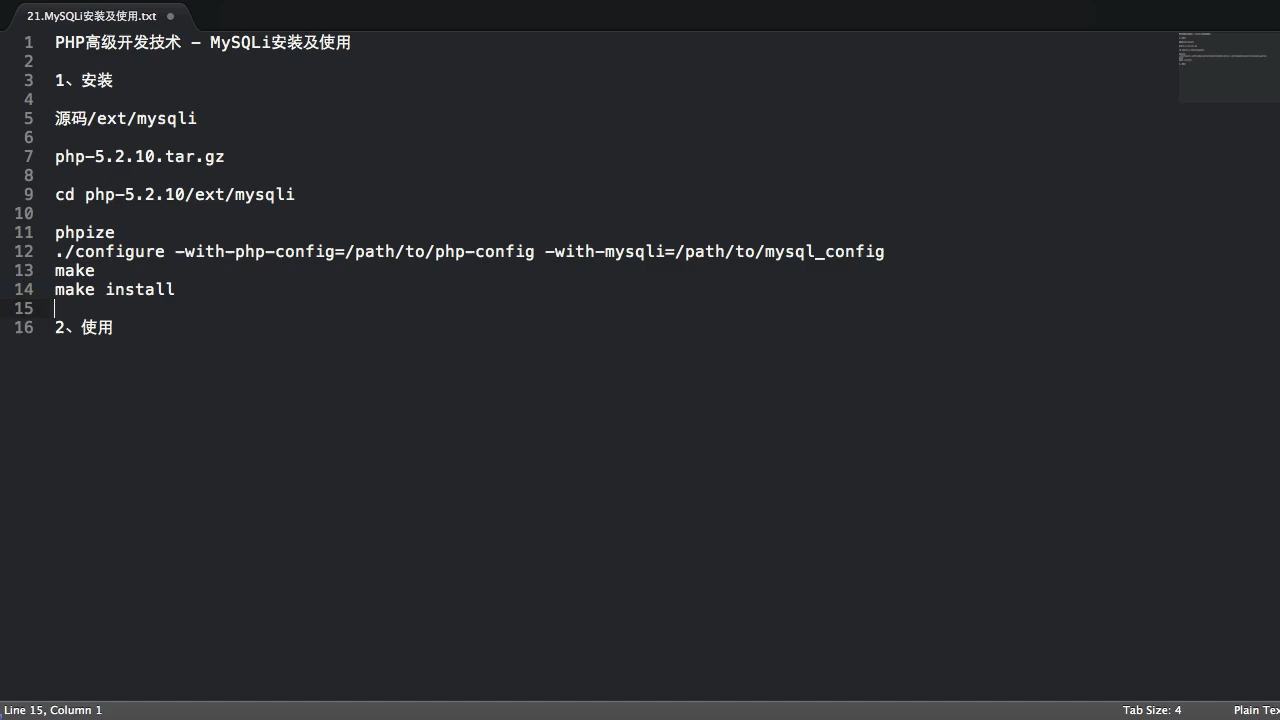 21.MySQLi安装及使用.txt
1 PHP高级开发技术 - MySQLi安装及使用
2
3 1、安装
4
5 源码/ext/mysqli
6
7 php-5.2.10.tar.gz
8
9 cd php-5.2.10/ext/mysqli
10
11 phpize
12 ./configure -with-php-config=/path/to/php-config -with-mysqli=/path/to/mysql_config
13 make
14 make install
15
16 2、使用
Line 15, Column 1 Tab Size: 4 Plain Tex